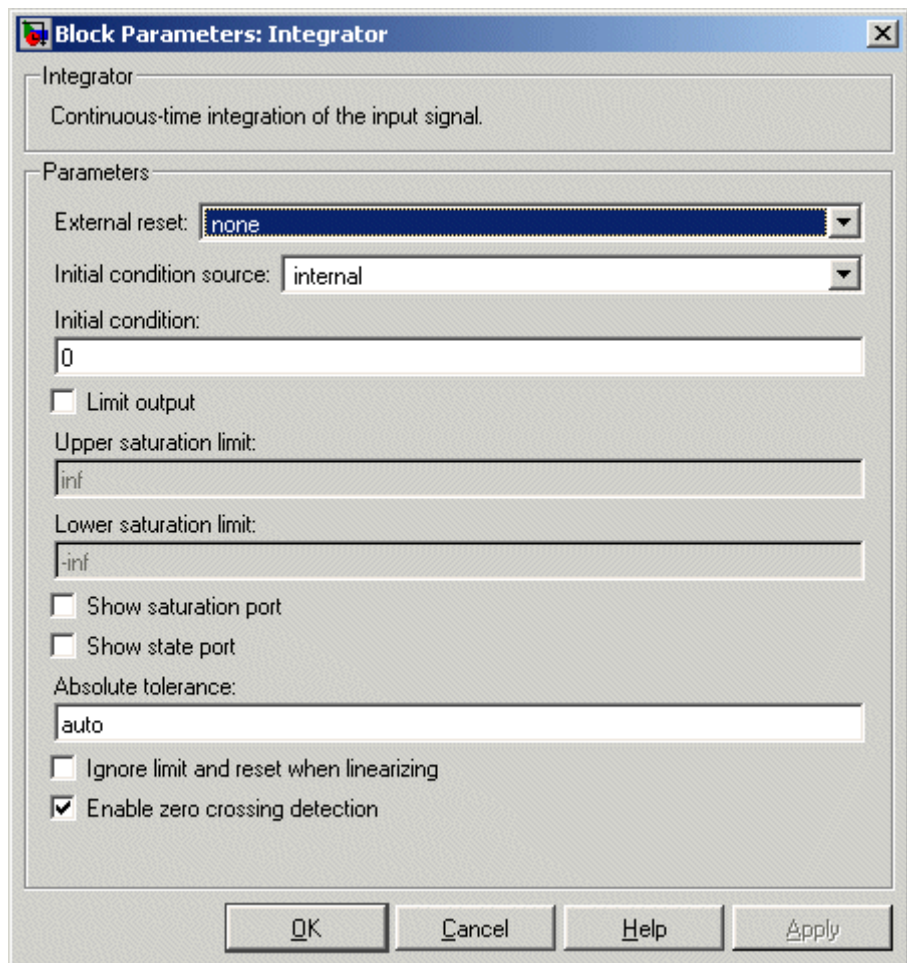 Block Parameters: Integrator
Integrator
Continuous-time integration of the input signal.
Parameters
External reset: none
Initial condition source: internal
Initial condition:
0
Limit output
Upper saturation limit:
inf
Lower saturation limit:
-inf
Show saturation port
Show state port
Absolute tolerance:
auto
Ignore limit and reset when linearizing
Enable zero crossing detection
OK Cancel Help Apply